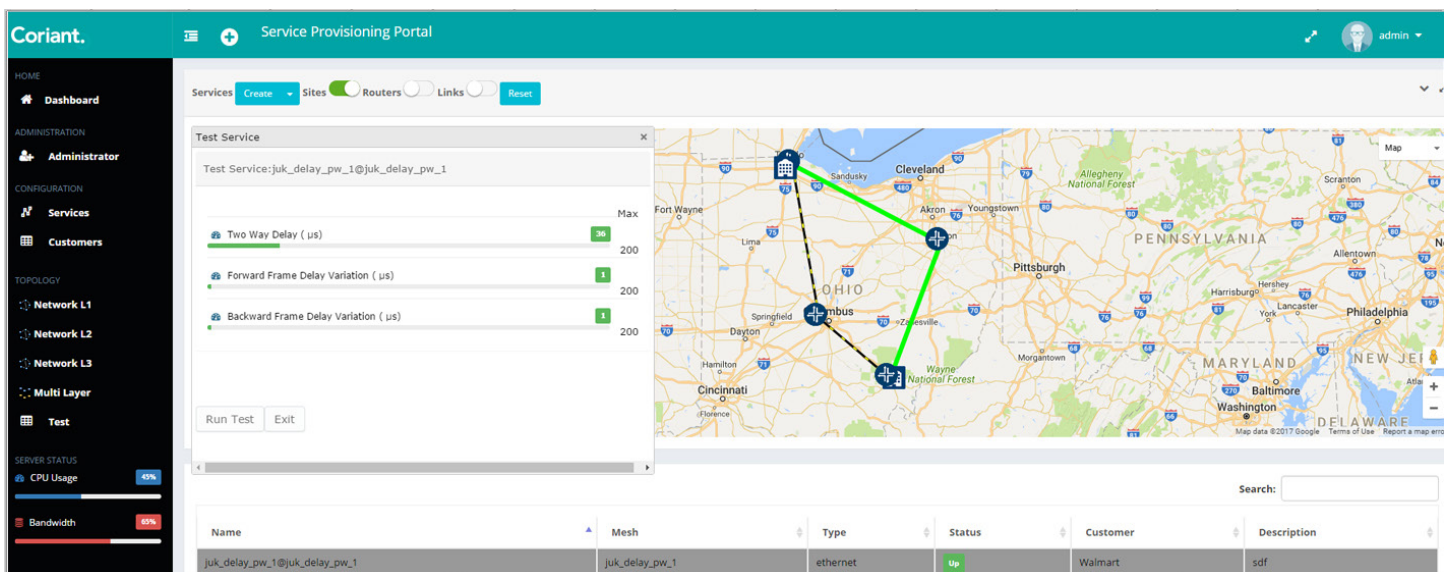 Coriant.
Service Provisioning Portal
admin
HOME
Dashboard
ADMINISTRATION
Administrator
CONFIGURATION
Services
Customers
TOPOLOGY
Network L1
Network L2
Network L3
Multi Layer
Test
SERVER STATUS
CPU Usage 45%
Bandwidth 65%
Services Create Sites Routers Links Reset
Test Service ×
Test Service:juk_delay_pw_1@juk_delay_pw_1
Max
Two Way Delay ( µs) 36
200
Forward Frame Delay Variation ( µs) 1
200
Backward Frame Delay Variation ( µs) 1
200
Run Test Exit
Map
Sandusky
Cleveland
Allegheny
National Forest
Scranton
Fort Wayne
Akron
Youngstown
Lima
PENNSYLVANIA
Allentown
Pittsburgh
OHIO
Harrisburg
Hershey
Lancaster
York
Philadelphia
Springfield
Dayton
Morgantown
MARYLAND
Hamilton
Wayne
National Forest
Cincinnati
Baltimore
Washington
Florence
DELAWARE
Map data ©2017 Google Terms of Use Report a map erro
Search:
Name Mesh Type Status Customer Description
juk_delay_pw_1@juk_delay_pw_1 juk_delay_pw_1 ethernet Up Walmart sdf